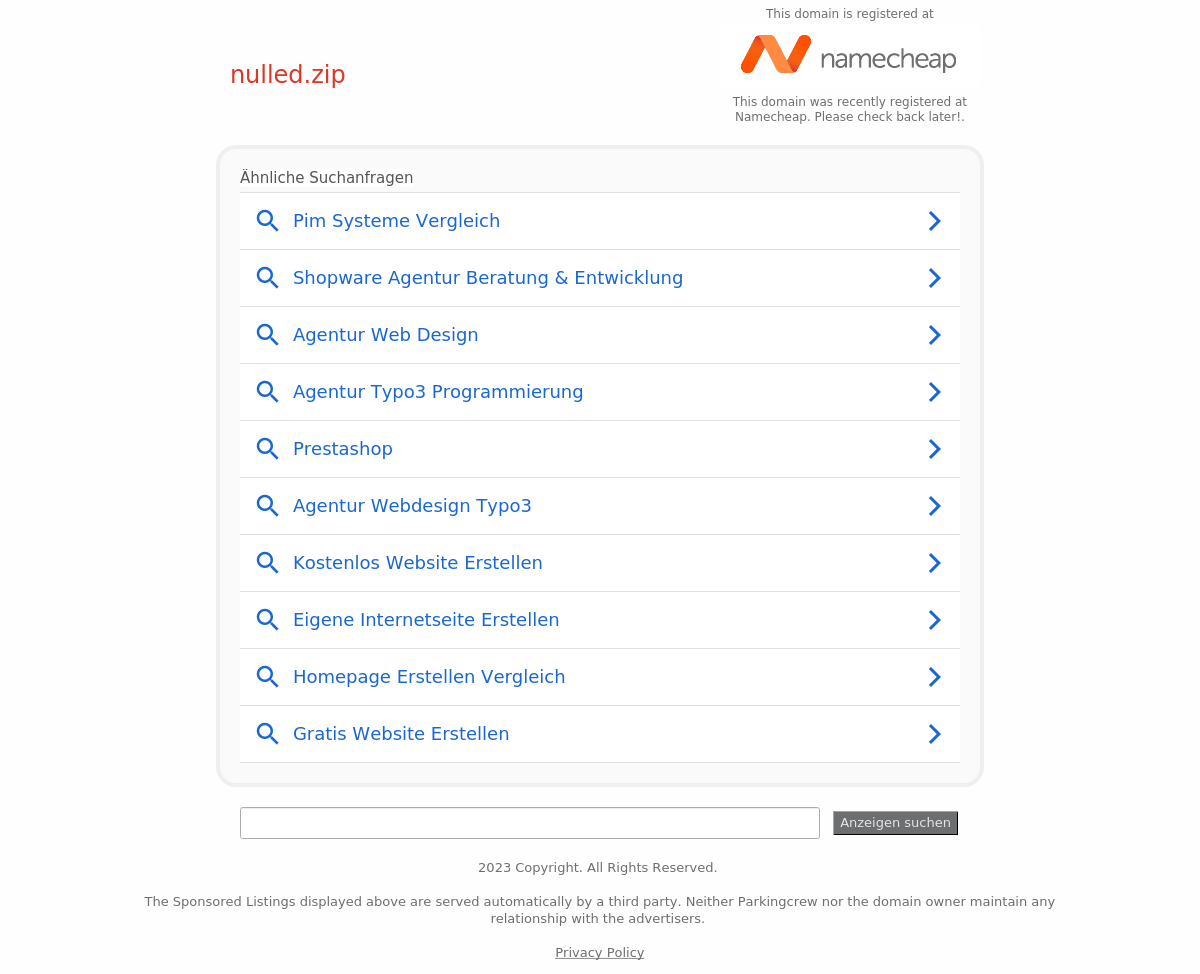 This domain is registered at
namecheap
nulled.zip
This domain was recently registered at
Namecheap. Please check back later!.
Ähnliche Suchanfragen
Pim Systeme Vergleich
Shopware Agentur Beratung & Entwicklung
Agentur Web Design
Agentur Typo3 Programmierung
Prestashop
Agentur Webdesign Typo3
Kostenlos Website Erstellen
Eigene Internetseite Erstellen
Homepage Erstellen Vergleich
Gratis Website Erstellen
Anzeigen suchen
2023 Copyright. All Rights Reserved.
The Sponsored Listings displayed above are served automatically by a third party. Neither Parkingcrew nor the domain owner maintain any
relationship with the advertisers.
Privacy Policy